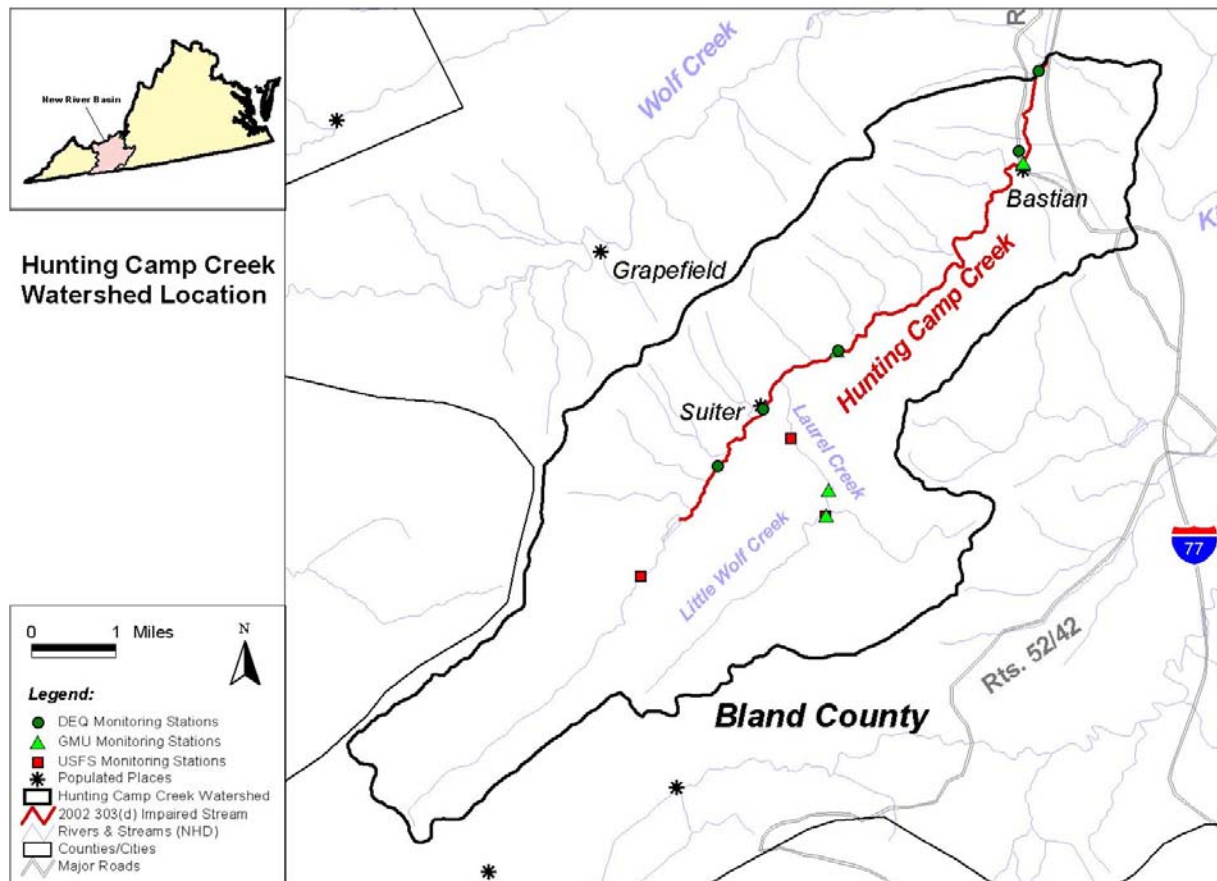 New River Basin
Hunting Camp Creek
Watershed Location
0 1 Miles
N
Legend:
DEQ Monitoring Stations
GMU Monitoring Stations
USFS Monitoring Stations
Populated Places
Hunting Camp Creek Watershed
2002 303(d) Impaired Stream
Rivers & Streams (NHD)
Counties/Cities
Major Roads
R
Wolf Creek
Bastian
Ki
Grapefield
Hunting Camp Creek
Suiter
Laurel Creek
Little Wolf Creek
77
Rts. 52/42
Bland County